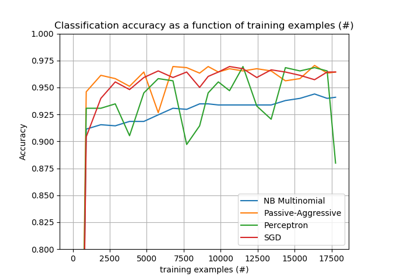 Classification accuracy as a function of training examples (#)
1.000
0.975
0.950
0.925
0.900
0.875
0.850
0.825
0.800
Accuracy
NB Multinomial
Passive-Aggressive
Perceptron
SGD
0 2500 5000 7500 10000 12500 15000 17500
training examples (#)